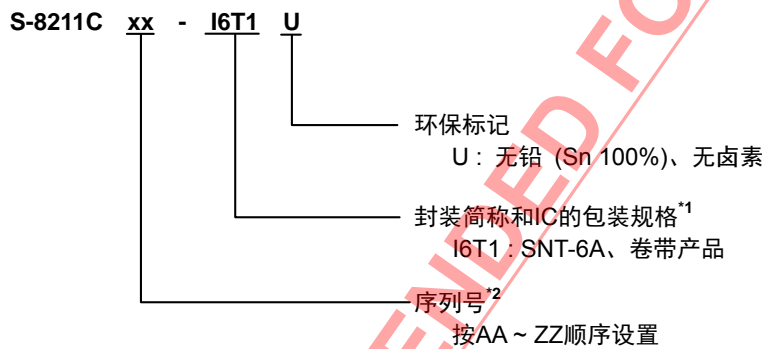 S-8211C xx - I6T1 U
环保标记
U : 无铅 (Sn 100%)、无卤素
封装简称和IC的包装规格*1
I6T1 : SNT-6A、卷带产品
序列号*2
按AA ~ ZZ顺序设置
ENDED FO